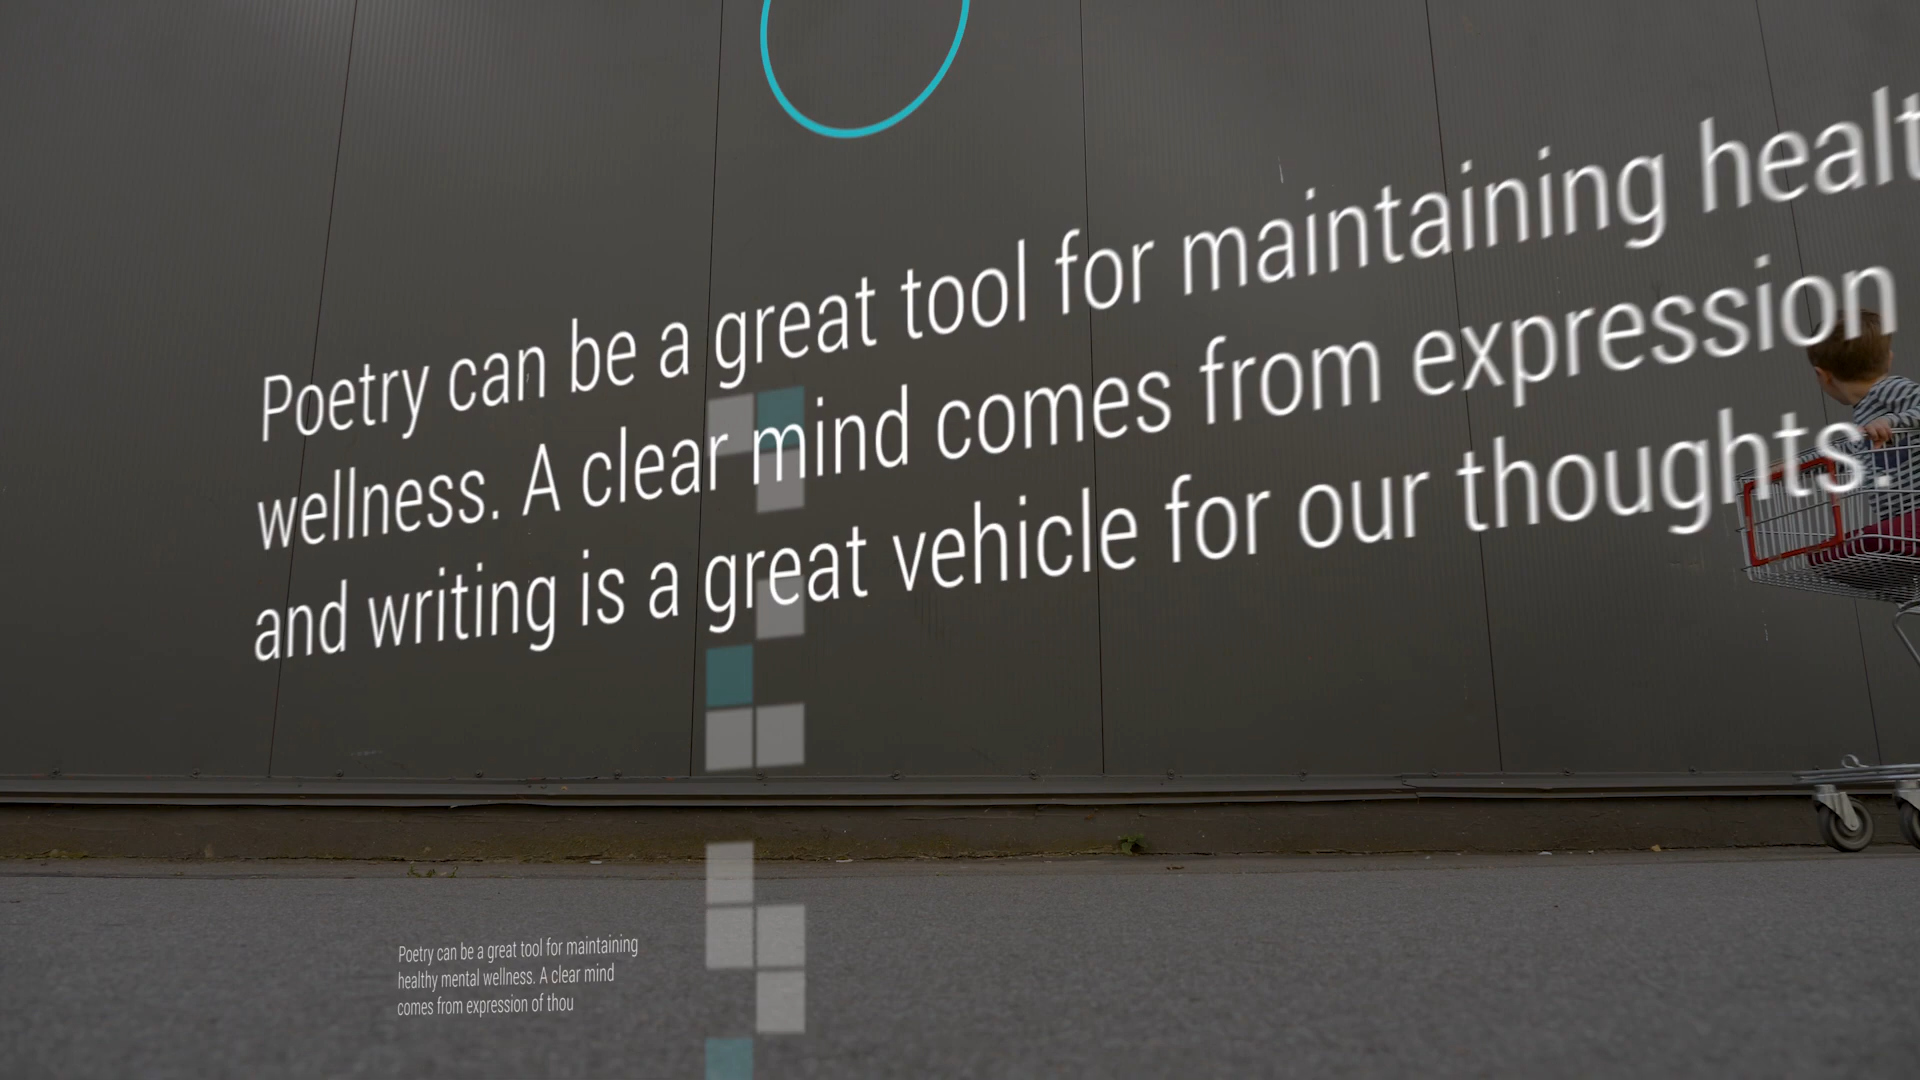 Poetry can be a great tool for maintaining healt
wellness. A clear mind comes from expression
and writing is a great vehicle for our thoughts.
Poetry can be a great tool for maintaining
healthy mental wellness. A clear mind
comes from expression of thou